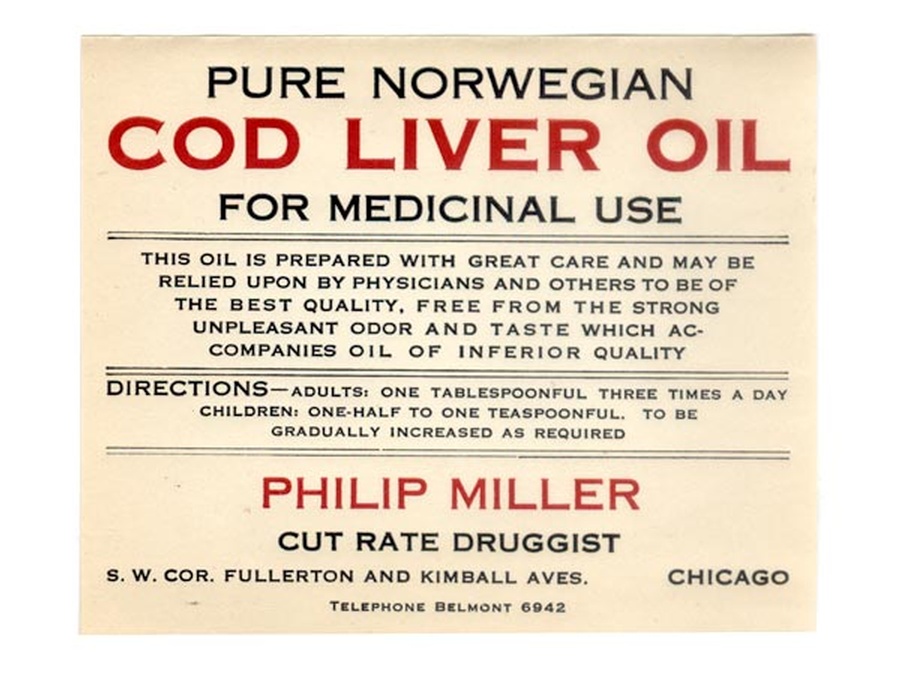 PURE NORWEGIAN
COD LIVER OIL
FOR MEDICINAL USE
THIS OIL IS PREPARED WITH GREAT CARE AND MAY BE
RELIED UPON BY PHYSICIANS AND OTHERS TO BE OF
THE BEST QUALITY, FREE FROM THE STRONG
UNPLEASANT ODOR AND TASTE WHICH AC-
COMPANIES OIL OF INFERIOR QUALITY
DIRECTIONS—ADULTS: ONE TABLESPOONFUL THREE TIMES A DAY
CHILDREN: ONE-HALF TO ONE TEASPOONFUL. TO BE
GRADUALLY INCREASED AS REQUIRED
PHILIP MILLER
CUT RATE DRUGGIST
S. W. COR. FULLERTON AND KIMBALL AVES. CHICAGO
TELEPHONE BELMONT 6942